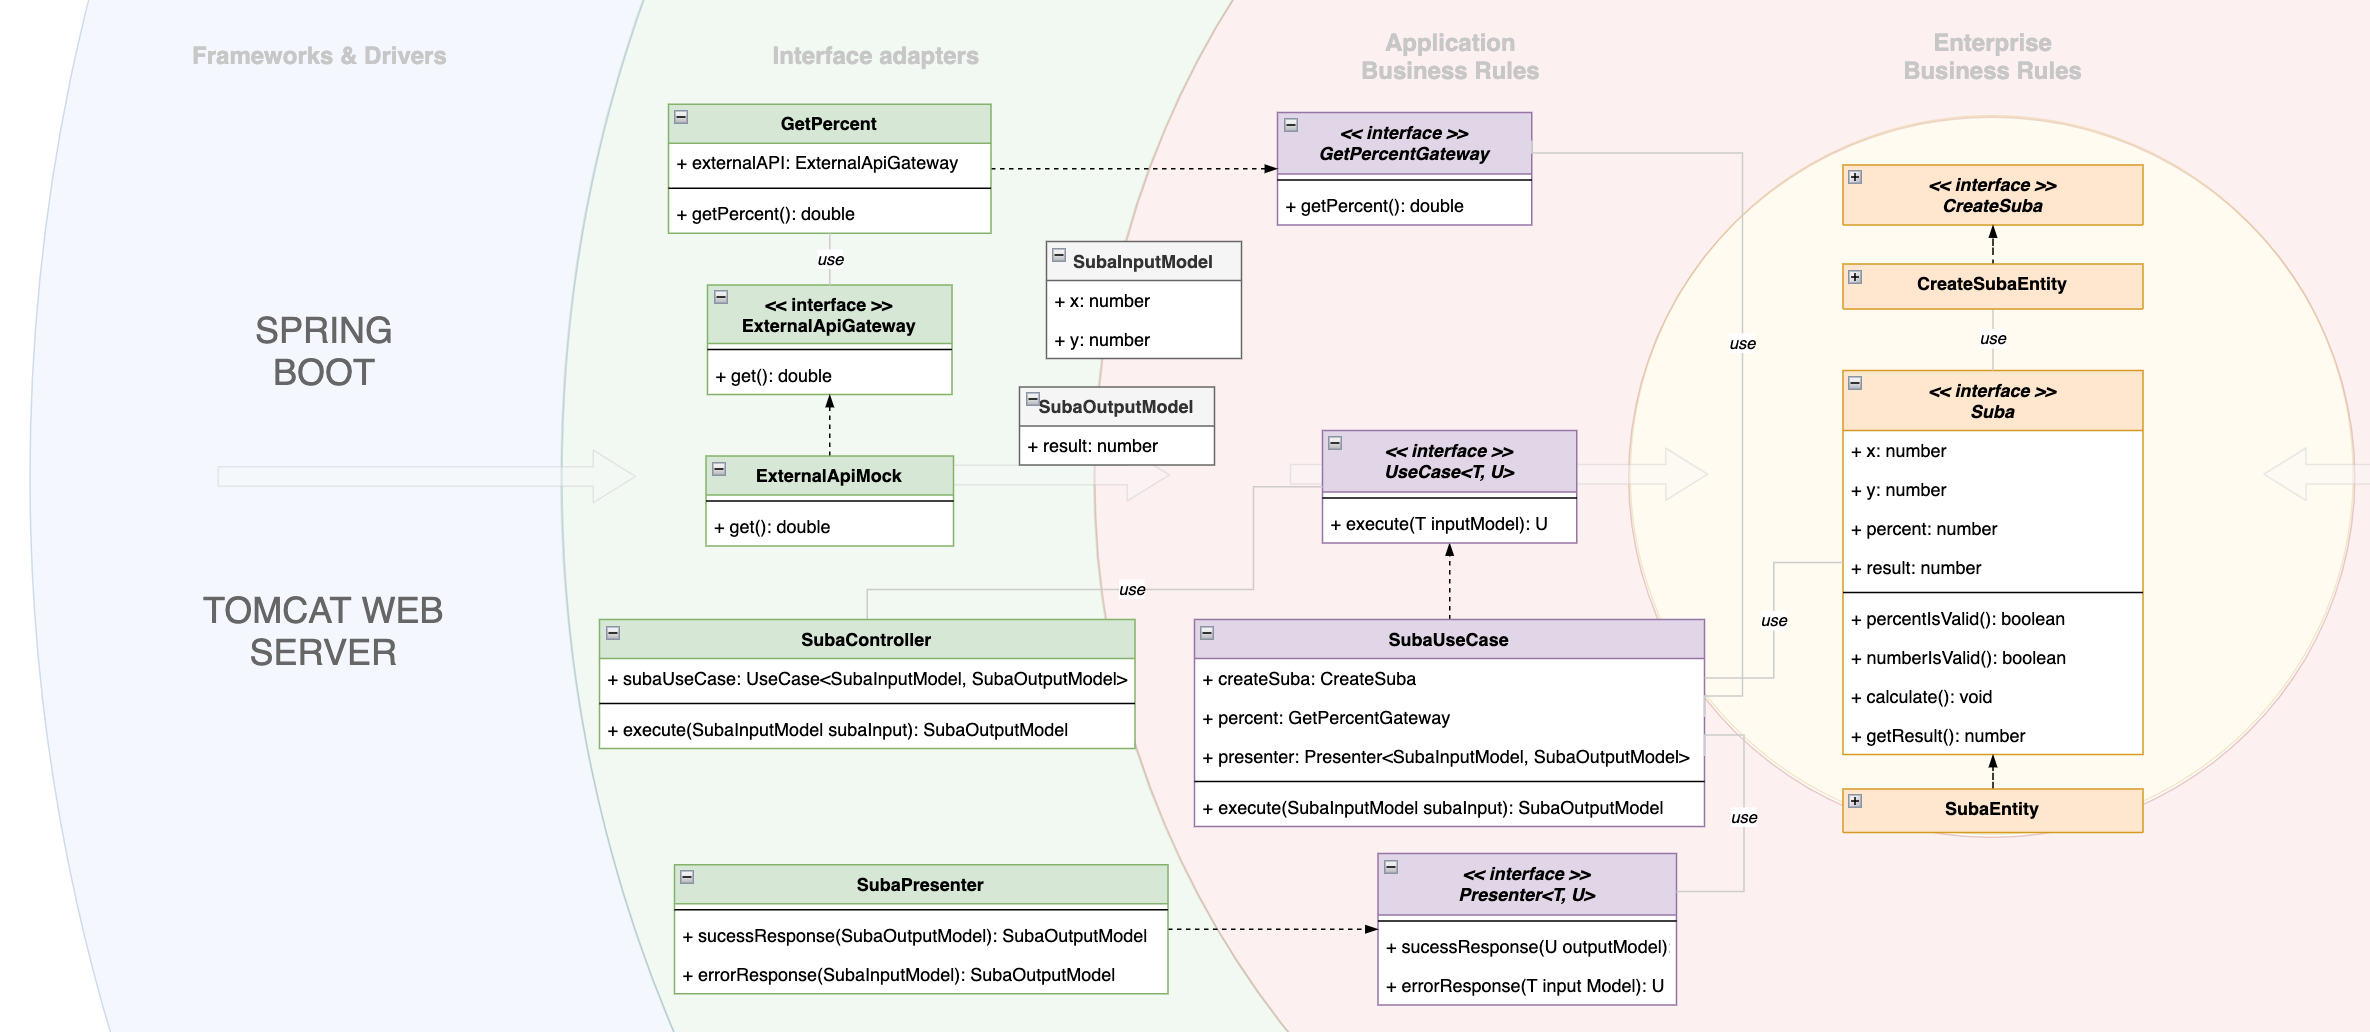 Frameworks & Drivers
Interface adapters
Application
Business Rules
Enterprise
Business Rules
SPRING
BOOT
TOMCAT WEB
SERVER
GetPercent
+ externalAPI: ExternalApiGateway
+ getPercent(): double
use
<< interface >>
ExternalApiGateway
+ get(): double
ExternalApiMock
+ get(): double
SubaInputModel
+ x: number
+ y: number
SubaOutputModel
+ result: number
use
SubaController
+ subaUseCase: UseCase<SubaInputModel, SubaOutputModel>
+ execute(SubaInputModel subaInput): SubaOutputModel
SubaPresenter
+ sucessResponse(SubaOutputModel): SubaOutputModel
+ errorResponse(SubaInputModel): SubaOutputModel
<< interface >>
GetPercentGateway
+ getPercent(): double
use
<< interface >>
UseCase<T, U>
+ execute(T inputModel): U
SubaUseCase
+ createSuba: CreateSuba
+ percent: GetPercentGateway
+ presenter: Presenter<SubaInputModel, SubaOutputModel>
+ execute(SubaInputModel subaInput): SubaOutputModel
use
use
<< interface >>
Presenter<T, U>
+ sucessResponse(U outputModel):
+ errorResponse(T input Model): U
<< interface >>
CreateSuba
CreateSubaEntity
use
<< interface >>
Suba
+ x: number
+ y: number
+ percent: number
+ result: number
+ percentIsValid(): boolean
+ numberIsValid(): boolean
+ calculate(): void
+ getResult(): number
SubaEntity